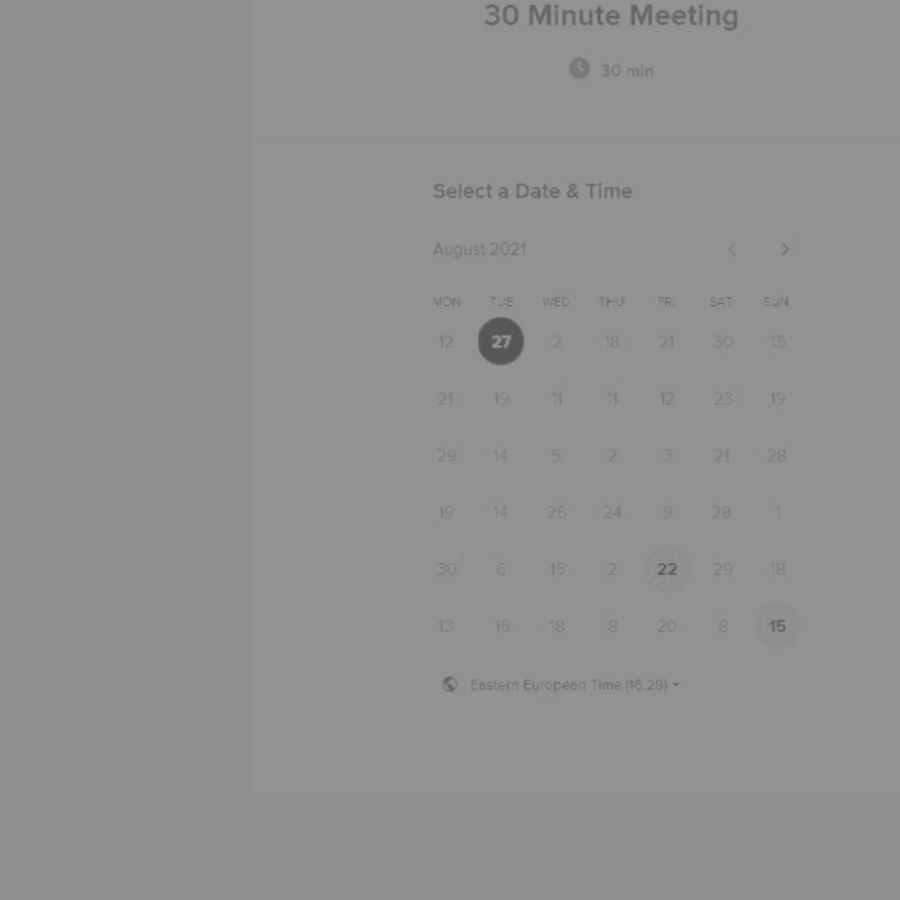 30 Minute Meeting
30 min
Select a Date & Time
August 2021
MON TUE WED THU FRI SAT SUN
12 27 2 18 21 30 15
21 19 11 11 12 23 19
29 14 5 2 3 21 28
19 14 26 24 9 28 1
30 6 16 2 22 29 18
13 16 18 8 20 8 15
Eastern European Time (16:28)